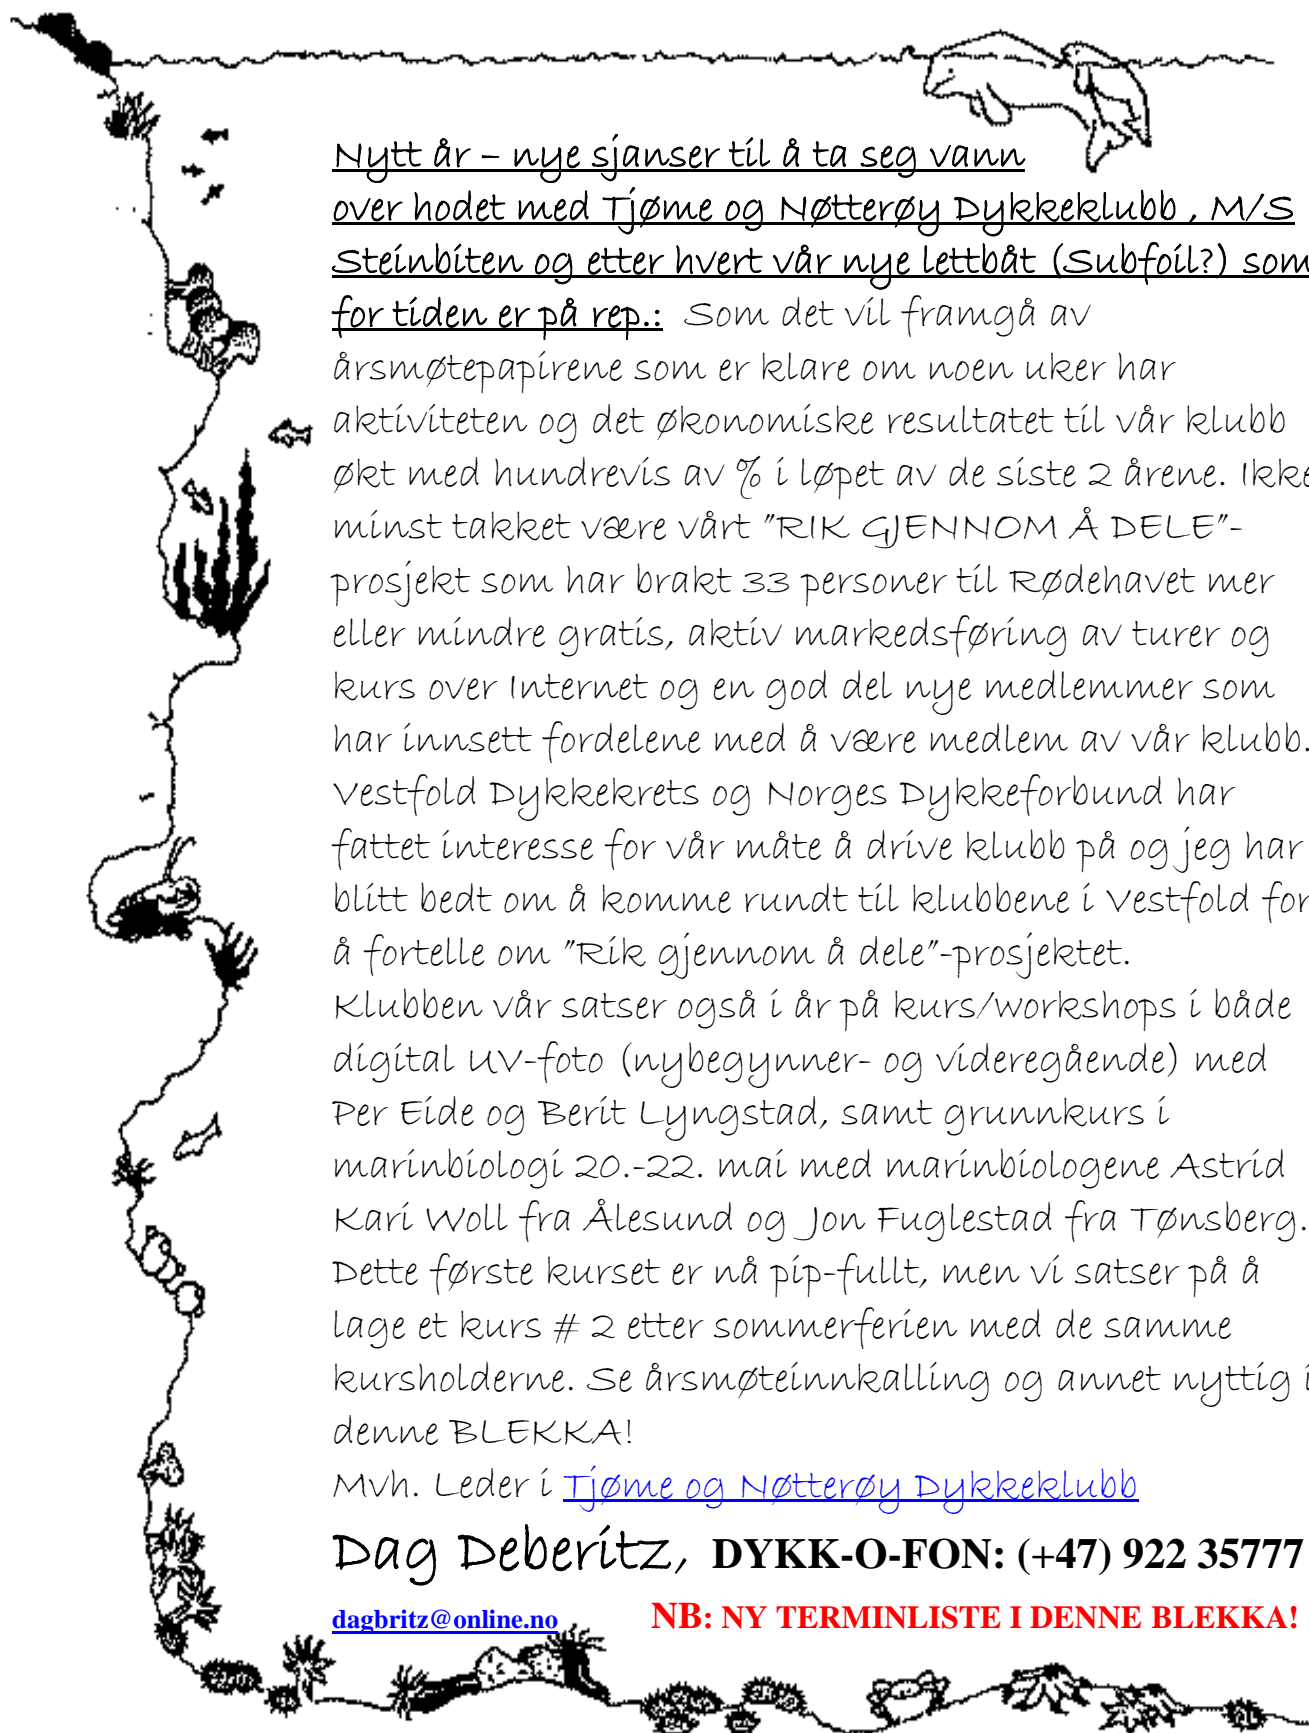 Nytt år – nye sjanser til å ta seg vann
over hodet med Tjøme og Nøtterøy Dykkeklubb , M/S
Steinbiten og etter hvert vår nye lettbåt (Subfoil?) som
for tiden er på rep.: Som det vil framgå av
årsmøtepapirene som er klare om noen uker har
aktiviteten og det økonomiske resultatet til vår klubb
økt med hundrevis av % i løpet av de siste 2 årene. Ikke
minst takket være vårt ”RIK GJENNOM Å DELE”-
prosjekt som har brakt 33 personer til Rødehavet mer
eller mindre gratis, aktiv markedsføring av turer og
kurs over Internet og en god del nye medlemmer som
har innsett fordelene med å være medlem av vår klubb.
Vestfold Dykkekrets og Norges Dykkeforbund har
fattet interesse for vår måte å drive klubb på og jeg har
blitt bedt om å komme rundt til klubbene i Vestfold for
å fortelle om ”Rik gjennom å dele”-prosjektet.
Klubben vår satser også i år på kurs/workshops i både
digital UV-foto (nybegynner- og videregående) med
Per Eide og Berit Lyngstad, samt grunnkurs i
marinbiologi 20.-22. mai med marinbiologene Astrid
Kari Woll fra Ålesund og Jon Fuglestad fra Tønsberg.
Dette første kurset er nå pip-fullt, men vi satser på å
lage et kurs # 2 etter sommerferien med de samme
kursholderne. Se årsmøteinnkalling og annet nyttig i
denne BLEKKA!
Mvh. Leder i Tjøme og Nøtterøy Dykkeklubb
Dag Deberitz, DYKK-O-FON: (+47) 922 35777
dagbritz@online.no NB: NY TERMINLISTE I DENNE BLEKKA!